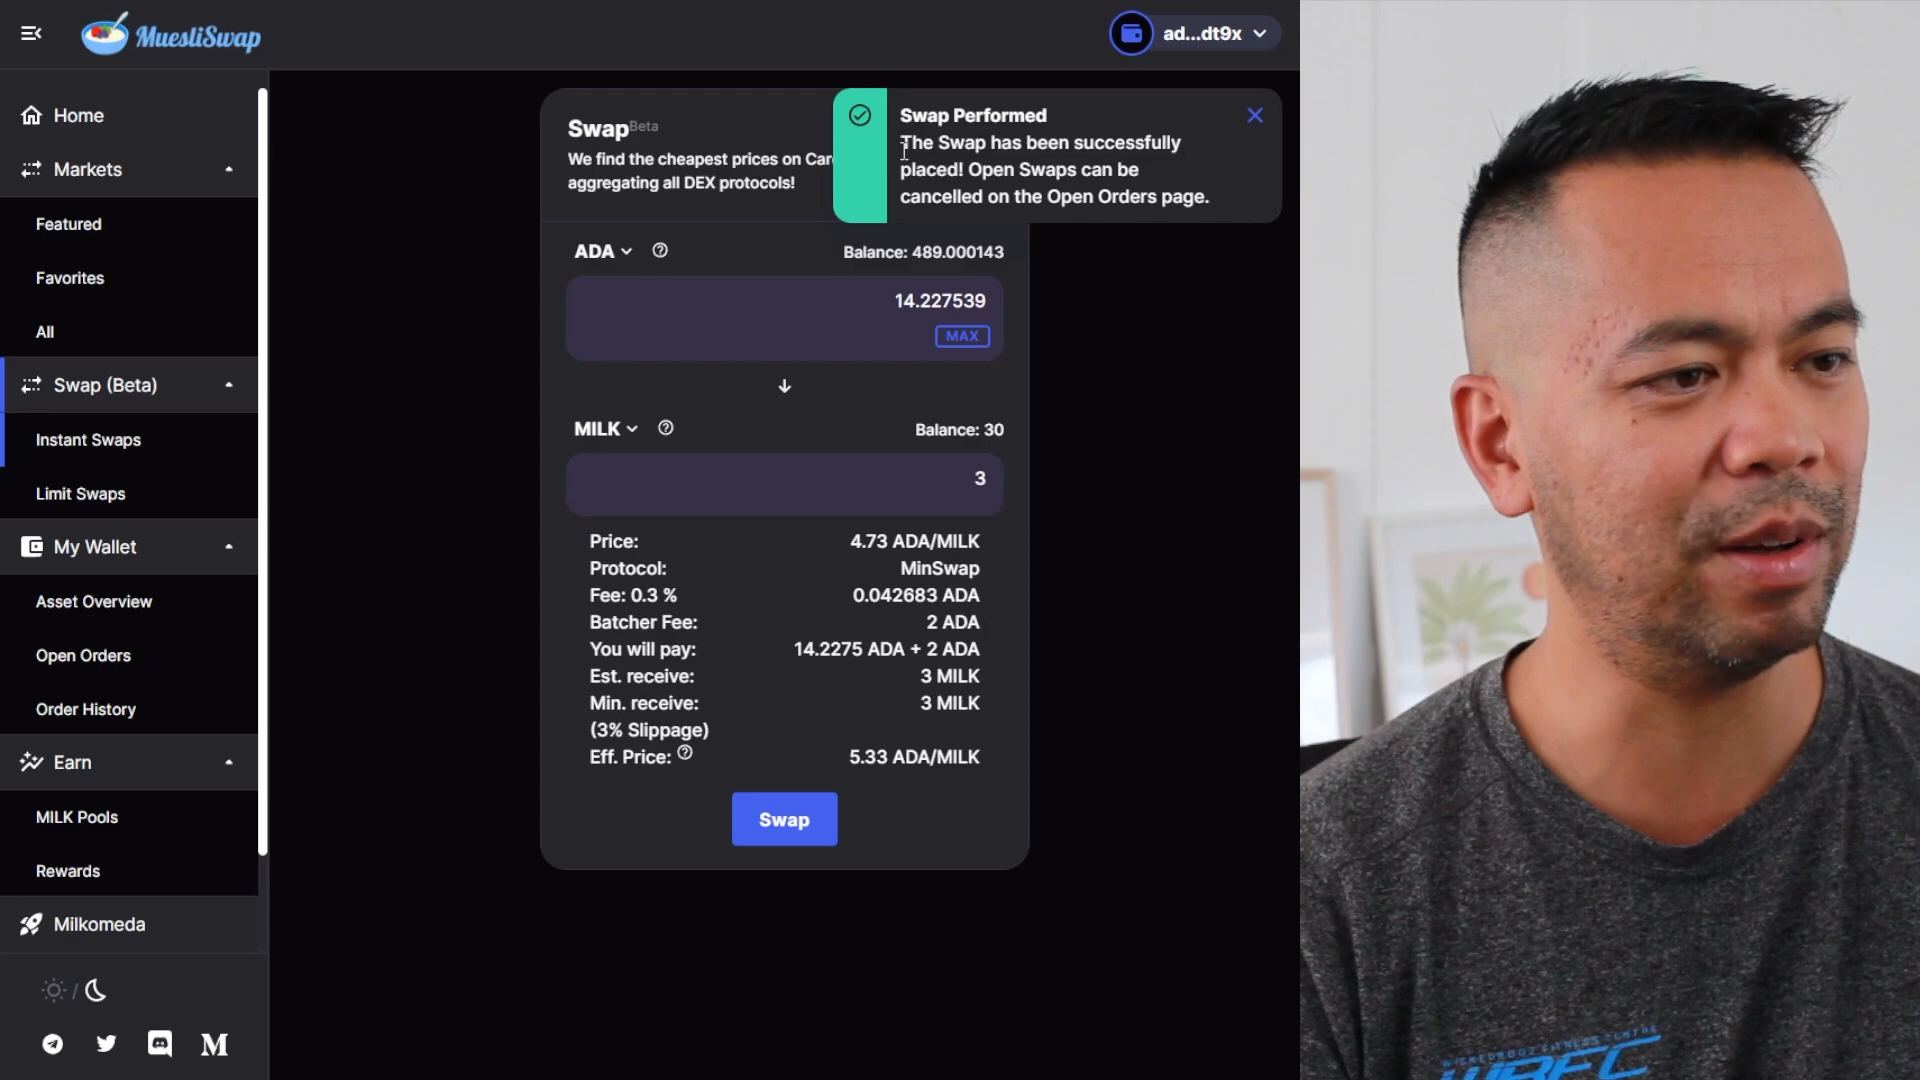 MuesliSwap
ad...dt9x
Home
Markets
Featured
Favorites
All
Swap (Beta)
Instant Swaps
Limit Swaps
My Wallet
Asset Overview
Open Orders
Order History
Earn
MILK Pools
Rewards
Milkomeda
/
M
Swap Beta
We find the cheapest prices on Car
aggregating all DEX protocols!
Swap Performed
The Swap has been successfully
placed! Open Swaps can be
cancelled on the Open Orders page.
ADA Balance: 489.000143
14.227539
MAX
MILK Balance: 30
3
Price: 4.73 ADA/MILK
Protocol: MinSwap
Fee: 0.3 % 0.042683 ADA
Batcher Fee: 2 ADA
You will pay: 14.2275 ADA + 2 ADA
Est. receive: 3 MILK
Min. receive: 3 MILK
(3% Slippage)
Eff. Price: 5.33 ADA/MILK
Swap